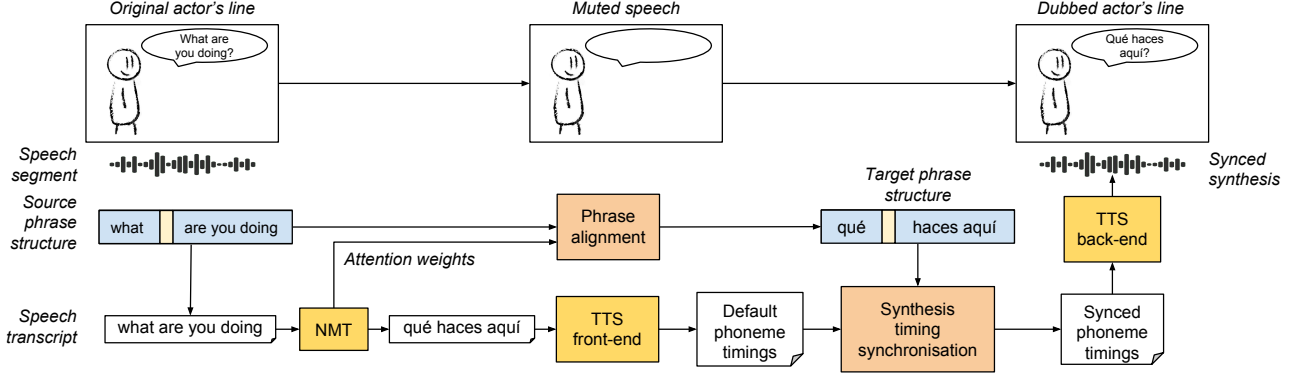 Original actor's line
Muted speech
Dubbed actor's line
What are
you doing?
Qué haces
aquí?
Speech
segment
Synced
synthesis
Source
phrase
structure
what
are you doing
Phrase
alignment
Target phrase
structure
qué
haces aquí
TTS
back-end
Attention weights
Speech
transcript
what are you doing
NMT
qué haces aquí
TTS
front-end
Default
phoneme
timings
Synthesis
timing
synchronisation
Synced
phoneme
timings